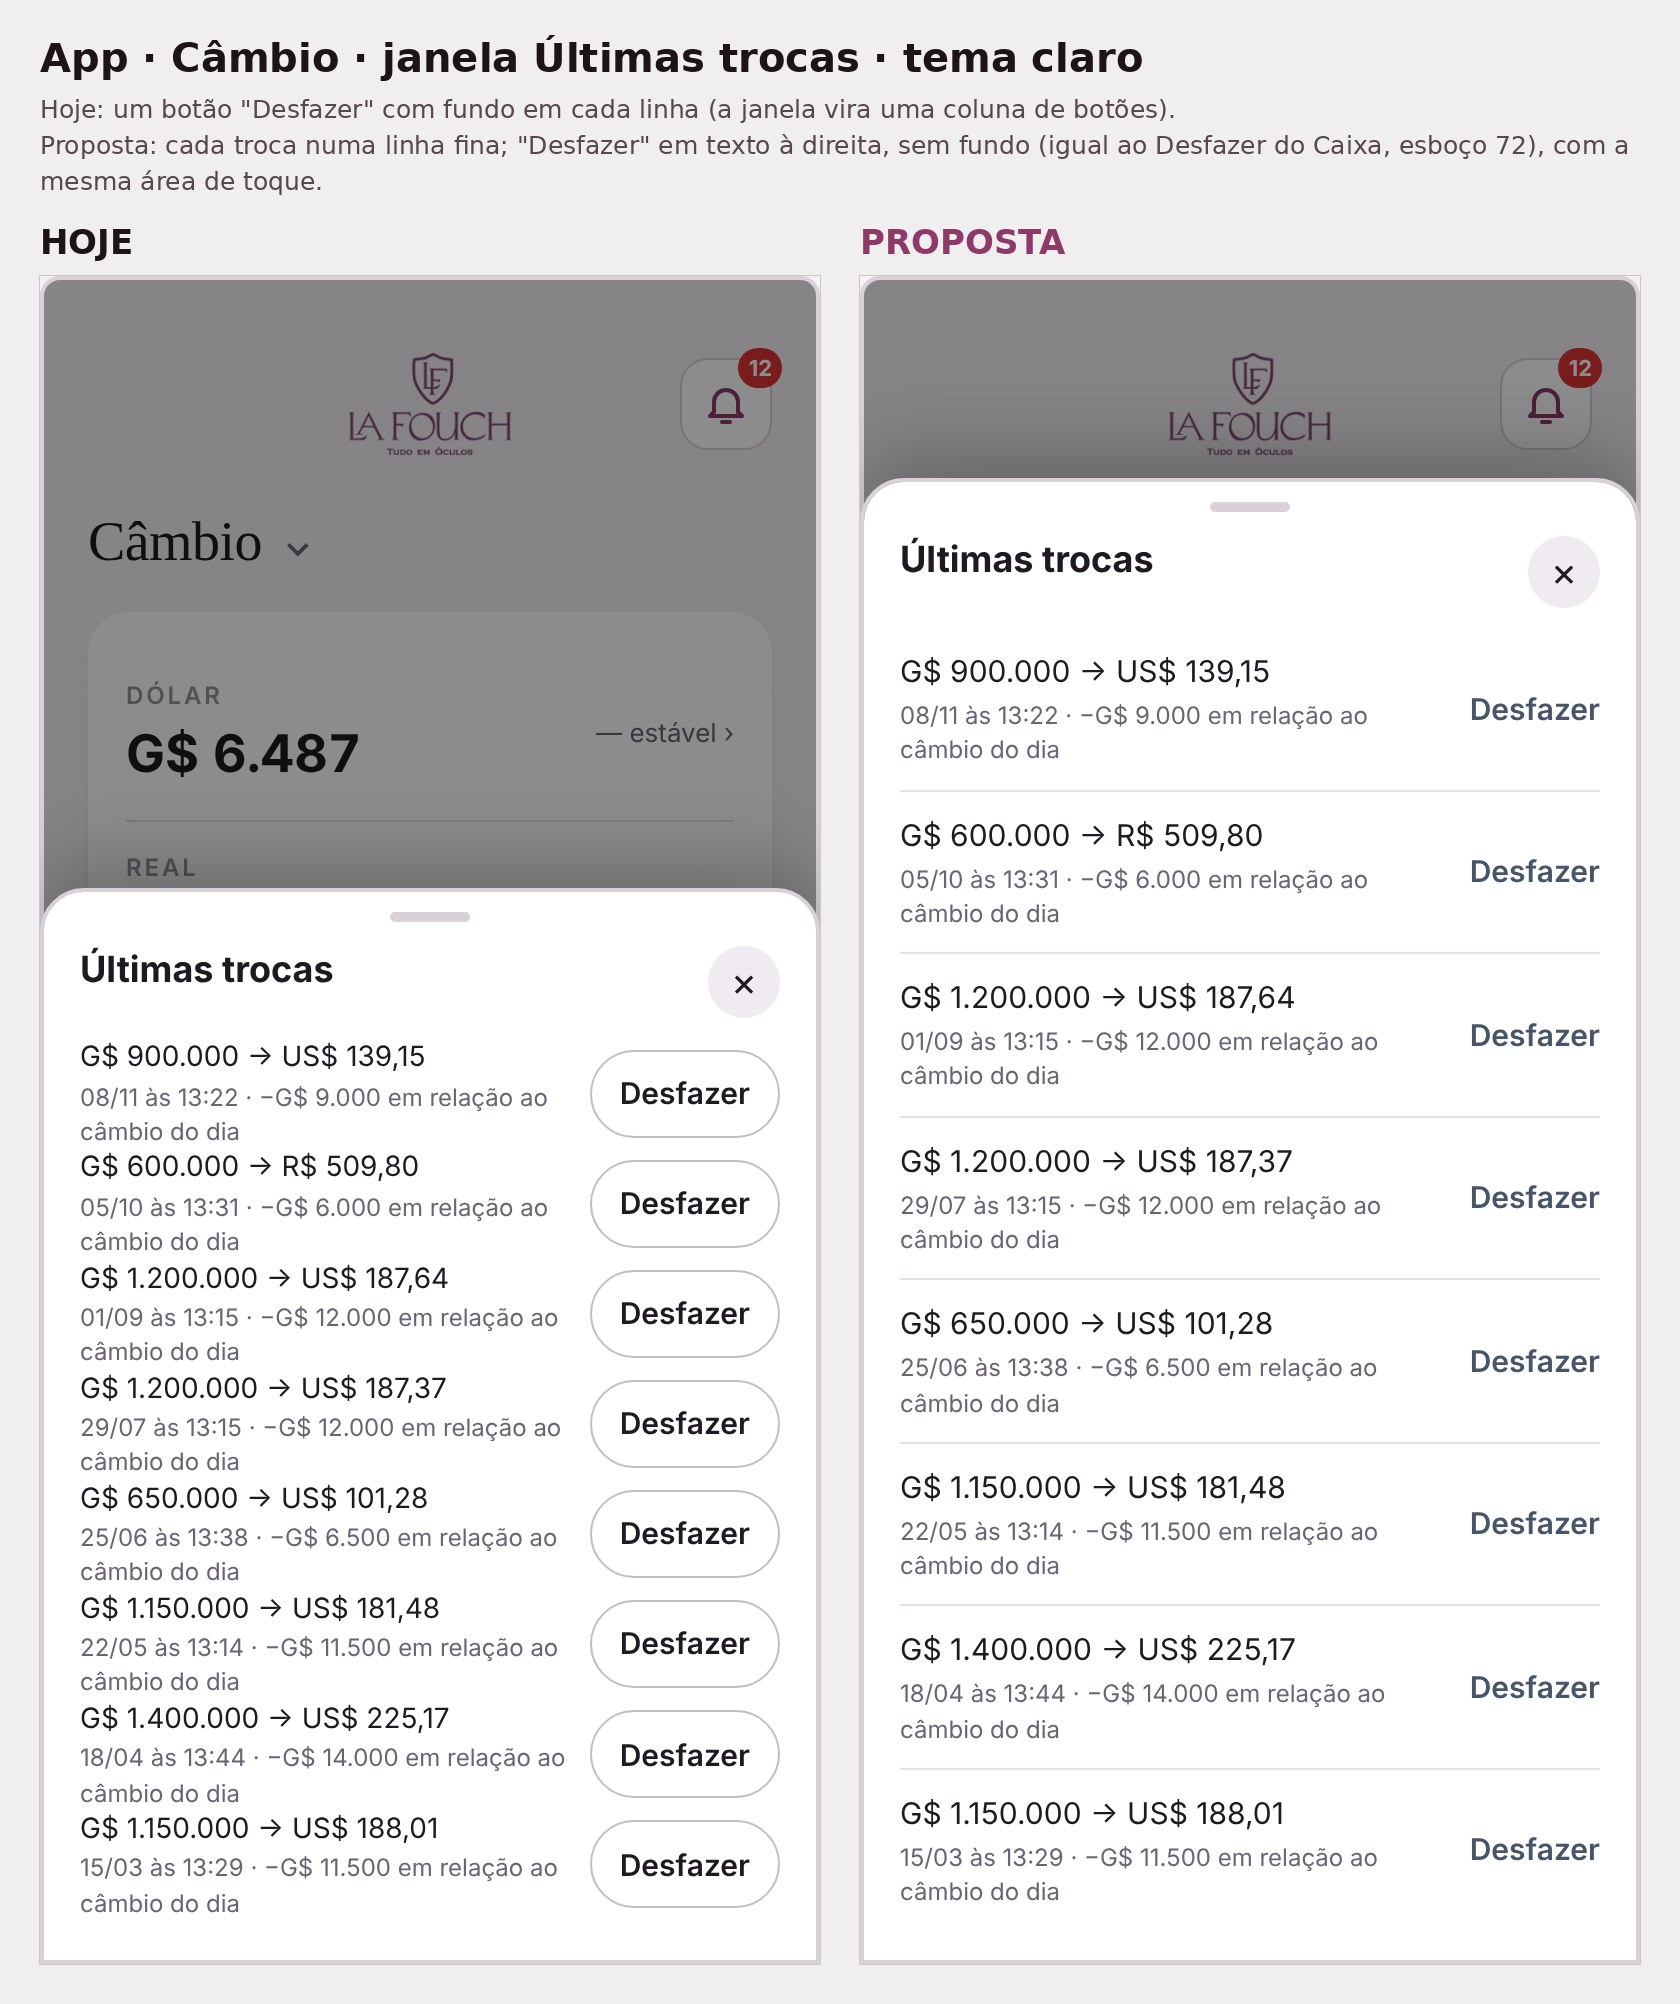 App · Câmbio · janela Últimas trocas · tema claro
Hoje: um botão "Desfazer" com fundo em cada linha (a janela vira uma coluna de botões).
Proposta: cada troca numa linha fina; "Desfazer" em texto à direita, sem fundo (igual ao Desfazer do Caixa, esboço 72), com a
mesma área de toque.
HOJE
LF
LA FOUCH
TUDO EM ÓCULOS
12
Câmbio
DÓLAR
G$ 6.487
— estável ›
REAL
Últimas trocas
×
G$ 900.000 → US$ 139,15
08/11 às 13:22 · −G$ 9.000 em relação ao
câmbio do dia
Desfazer
G$ 600.000 → R$ 509,80
05/10 às 13:31 · −G$ 6.000 em relação ao
câmbio do dia
Desfazer
G$ 1.200.000 → US$ 187,64
01/09 às 13:15 · −G$ 12.000 em relação ao
câmbio do dia
Desfazer
G$ 1.200.000 → US$ 187,37
29/07 às 13:15 · −G$ 12.000 em relação ao
câmbio do dia
Desfazer
G$ 650.000 → US$ 101,28
25/06 às 13:38 · −G$ 6.500 em relação ao
câmbio do dia
Desfazer
G$ 1.150.000 → US$ 181,48
22/05 às 13:14 · −G$ 11.500 em relação ao
câmbio do dia
Desfazer
G$ 1.400.000 → US$ 225,17
18/04 às 13:44 · −G$ 14.000 em relação ao
câmbio do dia
Desfazer
G$ 1.150.000 → US$ 188,01
15/03 às 13:29 · −G$ 11.500 em relação ao
câmbio do dia
Desfazer
PROPOSTA
LF
LA FOUCH
TUDO EM ÓCULOS
12
Últimas trocas
×
G$ 900.000 → US$ 139,15
08/11 às 13:22 · −G$ 9.000 em relação ao
câmbio do dia
Desfazer
G$ 600.000 → R$ 509,80
05/10 às 13:31 · −G$ 6.000 em relação ao
câmbio do dia
Desfazer
G$ 1.200.000 → US$ 187,64
01/09 às 13:15 · −G$ 12.000 em relação ao
câmbio do dia
Desfazer
G$ 1.200.000 → US$ 187,37
29/07 às 13:15 · −G$ 12.000 em relação ao
câmbio do dia
Desfazer
G$ 650.000 → US$ 101,28
25/06 às 13:38 · −G$ 6.500 em relação ao
câmbio do dia
Desfazer
G$ 1.150.000 → US$ 181,48
22/05 às 13:14 · −G$ 11.500 em relação ao
câmbio do dia
Desfazer
G$ 1.400.000 → US$ 225,17
18/04 às 13:44 · −G$ 14.000 em relação ao
câmbio do dia
Desfazer
G$ 1.150.000 → US$ 188,01
15/03 às 13:29 · −G$ 11.500 em relação ao
câmbio do dia
Desfazer